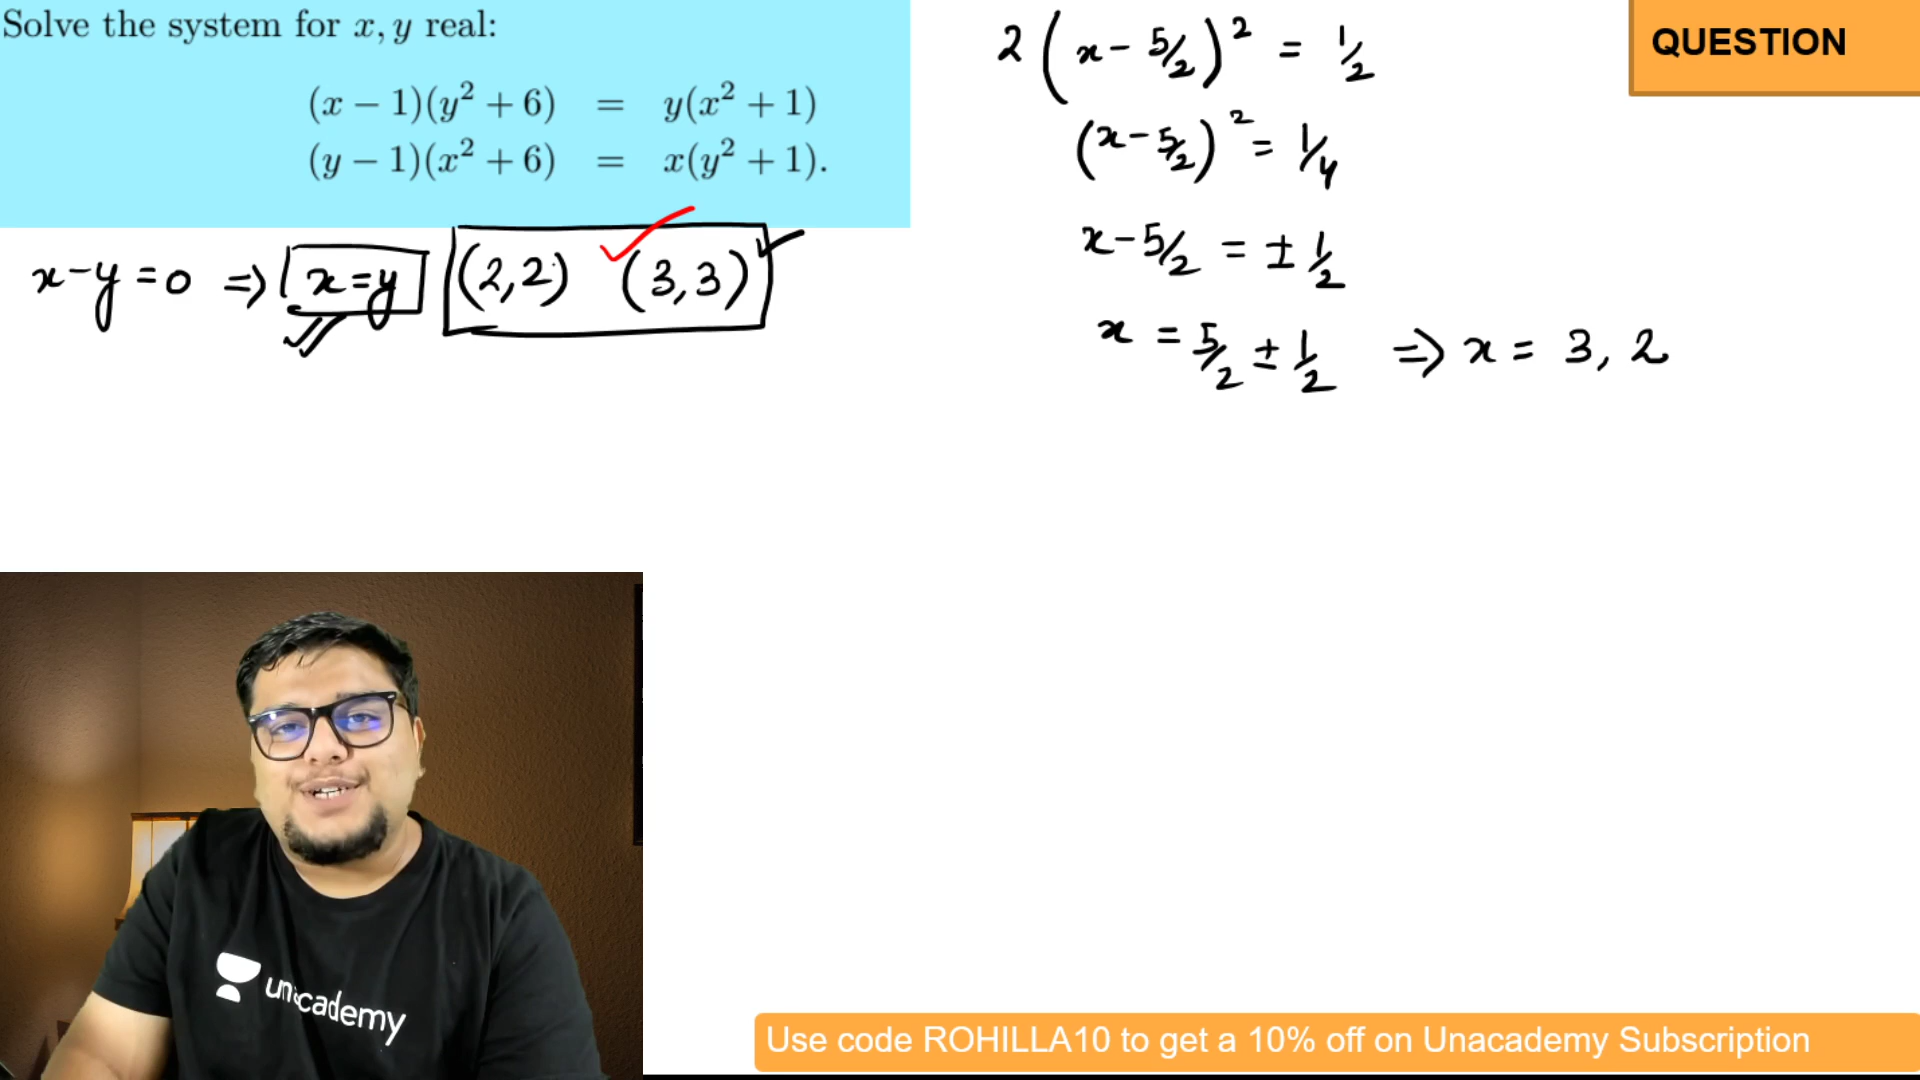 Solve the system for x, y real:
(x − 1)(y² + 6) = y(x² + 1)
(y − 1)(x² + 6) = x(y² + 1).
x-y=0 ⇒ x=y (2,2) (3,3)
2(x - 5/2)² = 1/2
(x - 5/2)² = 1/4
x - 5/2 = ± 1/2
x = 5/2 ± 1/2 ⇒ x = 3, 2
QUESTION
unacademy
Use code ROHILLA10 to get a 10% off on Unacademy Subscription